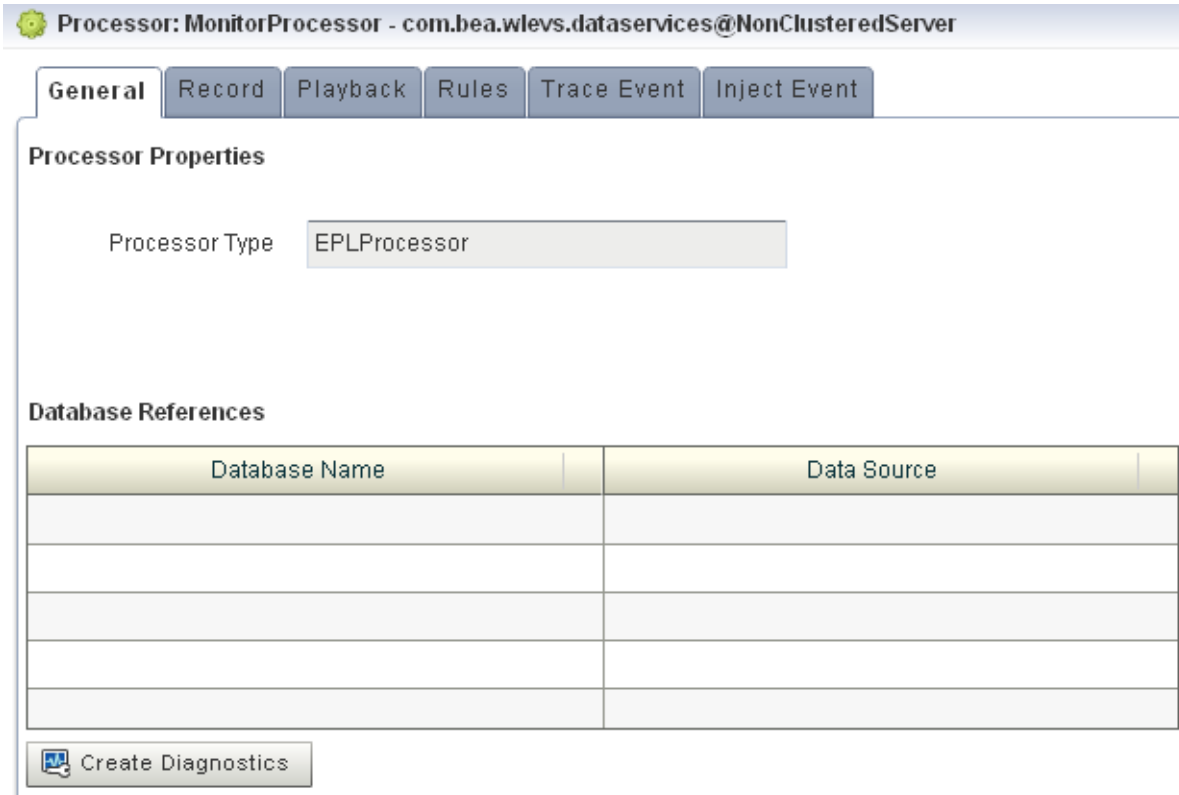 Processor: MonitorProcessor - com.bea.wlevs.dataservices@NonClusteredServer
General Record Playback Rules Trace Event Inject Event
Processor Properties
Processor Type EPLProcessor
Database References
Database Name Data Source
Create Diagnostics